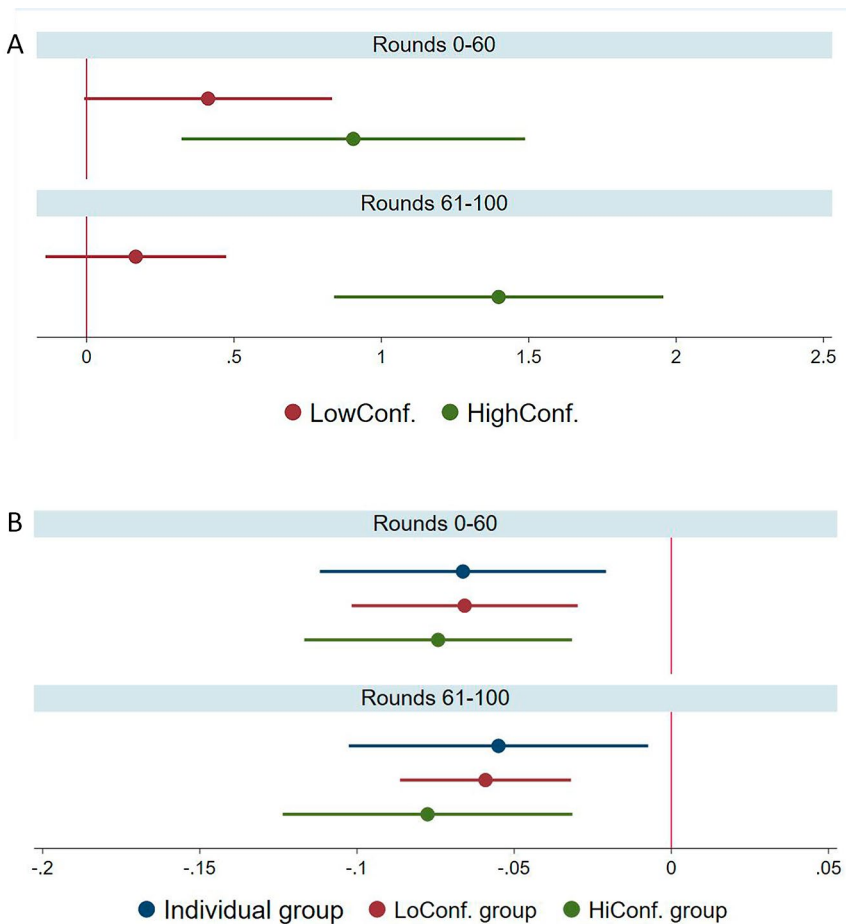 A
Rounds 0-60
Rounds 61-100
0 .5 1 1.5 2 2.5
LowConf. HighConf.
B
Rounds 0-60
Rounds 61-100
-.2 -.15 -.1 -.05 0 .05
Individual group LoConf. group HiConf. group